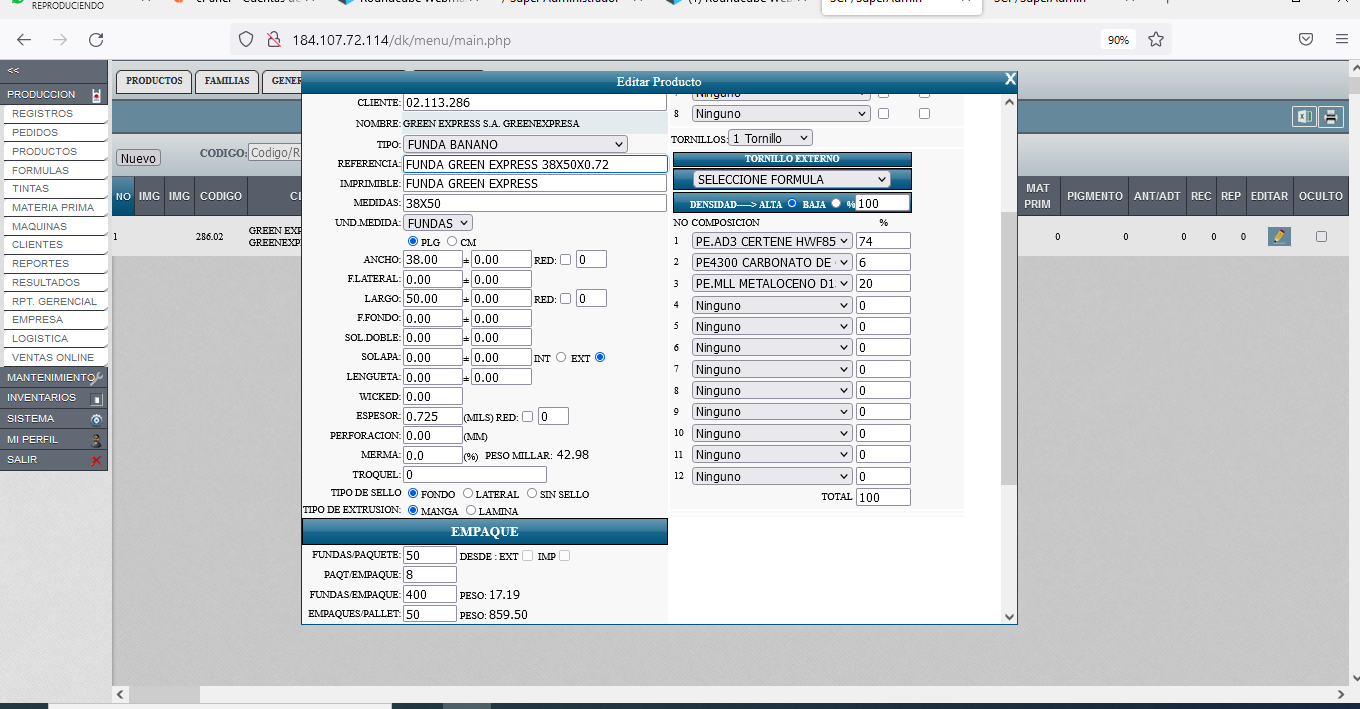 REPRODUCIENDO
184.107.72.114/dk/menu/main.php
90%
<<
PRODUCCION
REGISTROS
PEDIDOS
PRODUCTOS
FORMULAS
TINTAS
MATERIA PRIMA
MAQUINAS
CLIENTES
REPORTES
RESULTADOS
RPT. GERENCIAL
EMPRESA
LOGISTICA
VENTAS ONLINE
MANTENIMIENTO
INVENTARIOS
SISTEMA
MI PERFIL
SALIR
PRODUCTOS FAMILIAS GENER
Nuevo CODIGO: Codigo/R
NO IMG IMG CODIGO
MAT PRIM PIGMENTO ANT/ADT REC REP EDITAR OCULTO
1 286.02 GREEN EXP
GREENEXP
0 0 0 0 0
Editar Producto X
CLIENTE: 02.113.286
NOMBRE: GREEN EXPRESS S.A. GREENEXPRESA
TIPO: FUNDA BANANO
REFERENCIA: FUNDA GREEN EXPRESS 38X50X0.72
IMPRIMIBLE: FUNDA GREEN EXPRESS
MEDIDAS: 38X50
UND.MEDIDA: FUNDAS
PLG CM
ANCHO: 38.00 ± 0.00 RED: 0
F.LATERAL: 0.00 ± 0.00
LARGO: 50.00 ± 0.00 RED: 0
F.FONDO: 0.00 ± 0.00
SOL.DOBLE: 0.00 ± 0.00
SOLAPA: 0.00 ± 0.00 INT EXT
LENGUETA: 0.00 ± 0.00
WICKED: 0.00
ESPESOR: 0.725 (MILS) RED: 0
PERFORACION: 0.00 (MM)
MERMA: 0.0 (%) PESO MILLAR: 42.98
TROQUEL: 0
TIPO DE SELLO FONDO LATERAL SIN SELLO
TIPO DE EXTRUSION: MANGA LAMINA
EMPAQUE
FUNDAS/PAQUETE: 50 DESDE : EXT IMP
PAQT/EMPAQUE: 8
FUNDAS/EMPAQUE: 400 PESO: 17.19
EMPAQUES/PALLET: 50 PESO: 859.50
7 Ninguno
8 Ninguno
TORNILLOS: 1 Tornillo
TORNILLO EXTERNO
SELECCIONE FORMULA
DENSIDAD----> ALTA BAJA % 100
NO COMPOSICION %
1 PE.AD3 CERTENE HWF85 74
2 PE4300 CARBONATO DE 6
3 PE.MLL METALOCENO D1. 20
4 Ninguno 0
5 Ninguno 0
6 Ninguno 0
7 Ninguno 0
8 Ninguno 0
9 Ninguno 0
10 Ninguno 0
11 Ninguno 0
12 Ninguno 0
TOTAL 100